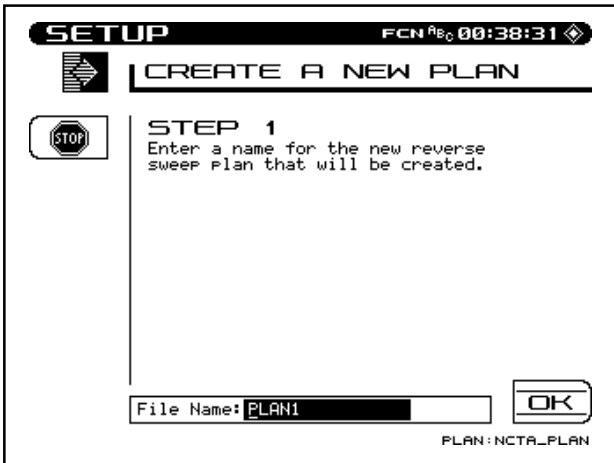 SETUP FCN ABC 00:38:31
CREATE A NEW PLAN
STOP
STEP 1
Enter a name for the new reverse
sweep plan that will be created.
File Name: PLAN1
OK
PLAN:NCTA_PLAN